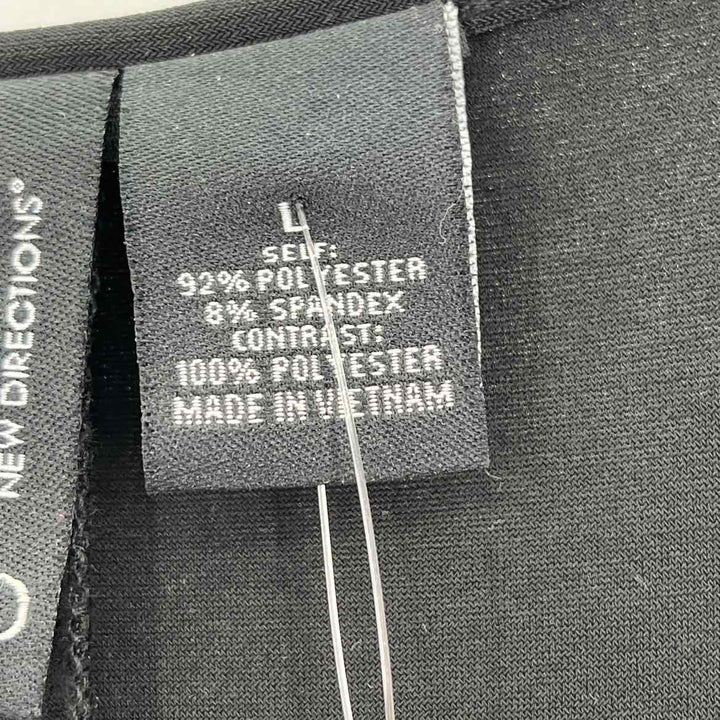 NEW DIRECTIONS®
L
SELF:
92% POLYESTER
8% SPANDEX
CONTRAST:
100% POLYESTER
MADE IN VIETNAM